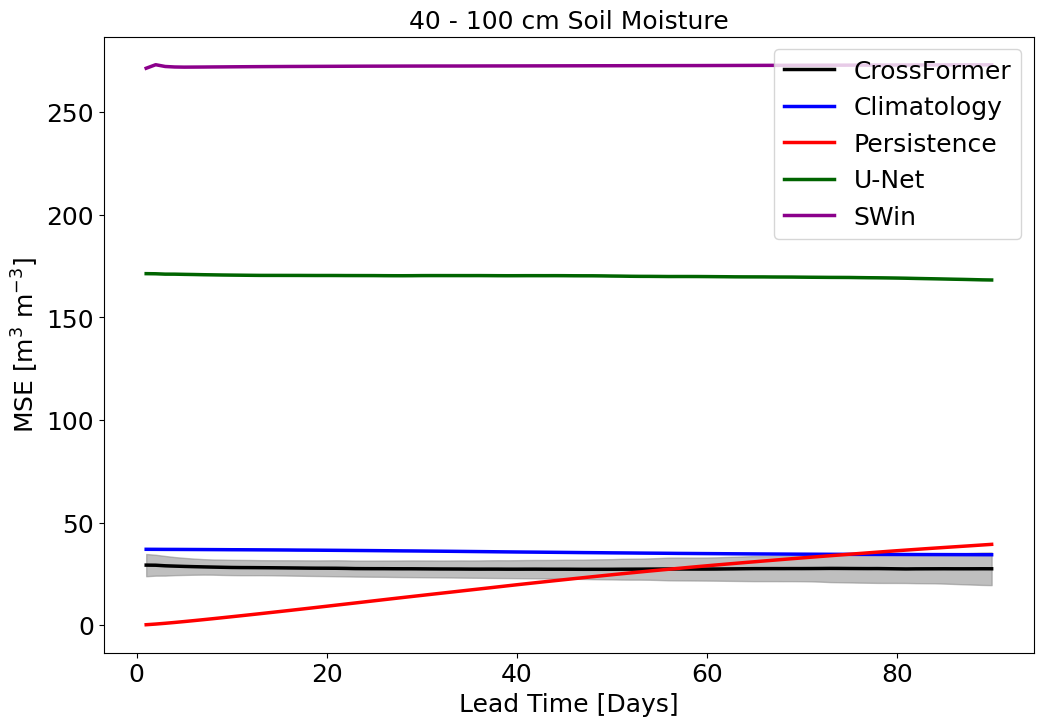 40 - 100 cm Soil Moisture
MSE [m³ m⁻³]
250
200
150
100
50
0
0 20 40 60 80
Lead Time [Days]
CrossFormer
Climatology
Persistence
U-Net
SWin